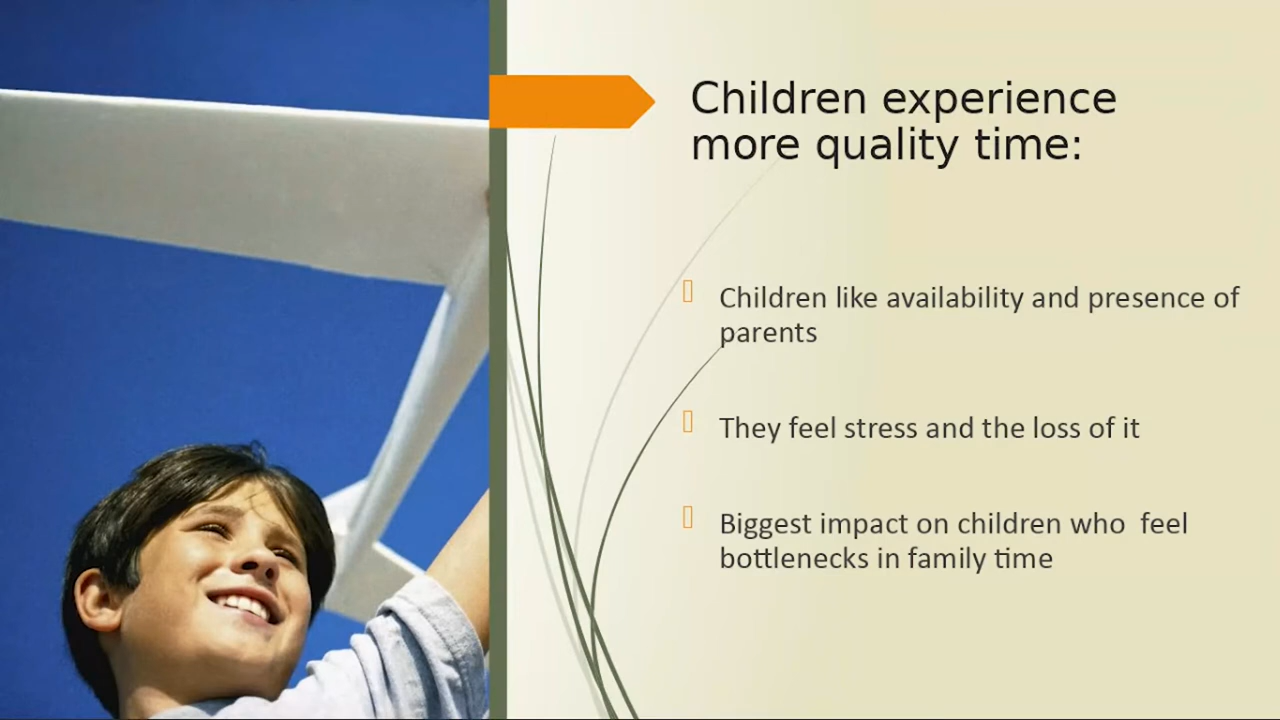 Children experience
more quality time:
Children like availability and presence of
parents
They feel stress and the loss of it
Biggest impact on children who  feel
bottlenecks in family time